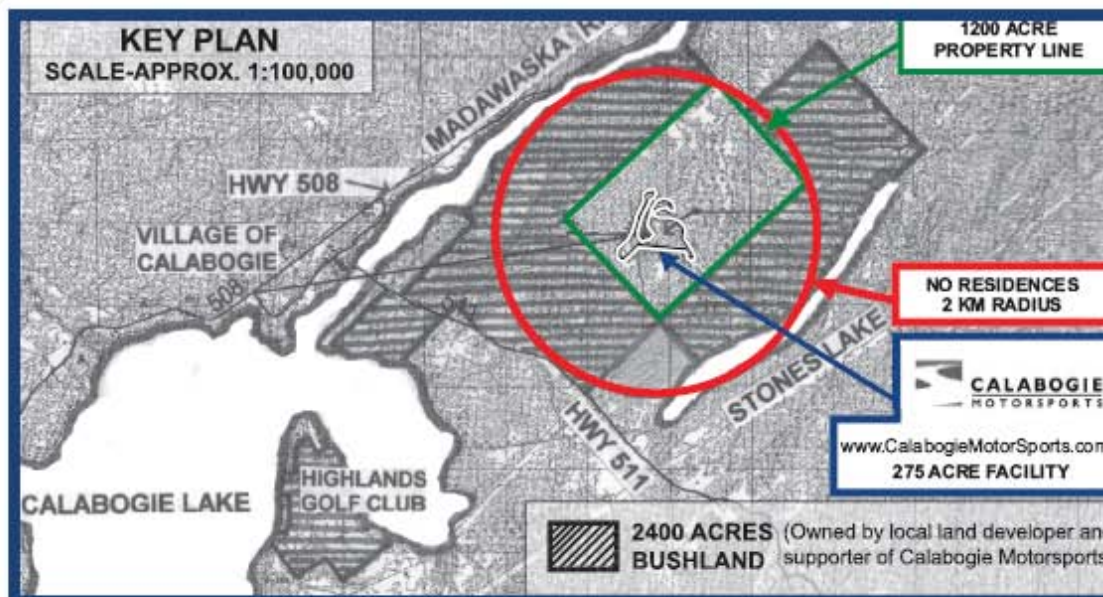 KEY PLAN
SCALE-APPROX. 1:100,000
1200 ACRE
PROPERTY LINE
MADAWASKA
HWY 508
VILLAGE OF
CALABOGIE
508
NO RESIDENCES
2 KM RADIUS
STONES LAKE
CALABOGIE
MOTORSPORTS
www.CalabogieMotorSports.com
275 ACRE FACILITY
HWY 511
HIGHLANDS
GOLF CLUB
CALABOGIE LAKE
2400 ACRES (Owned by local land developer an
BUSHLAND supporter of Calabogie Motorsports